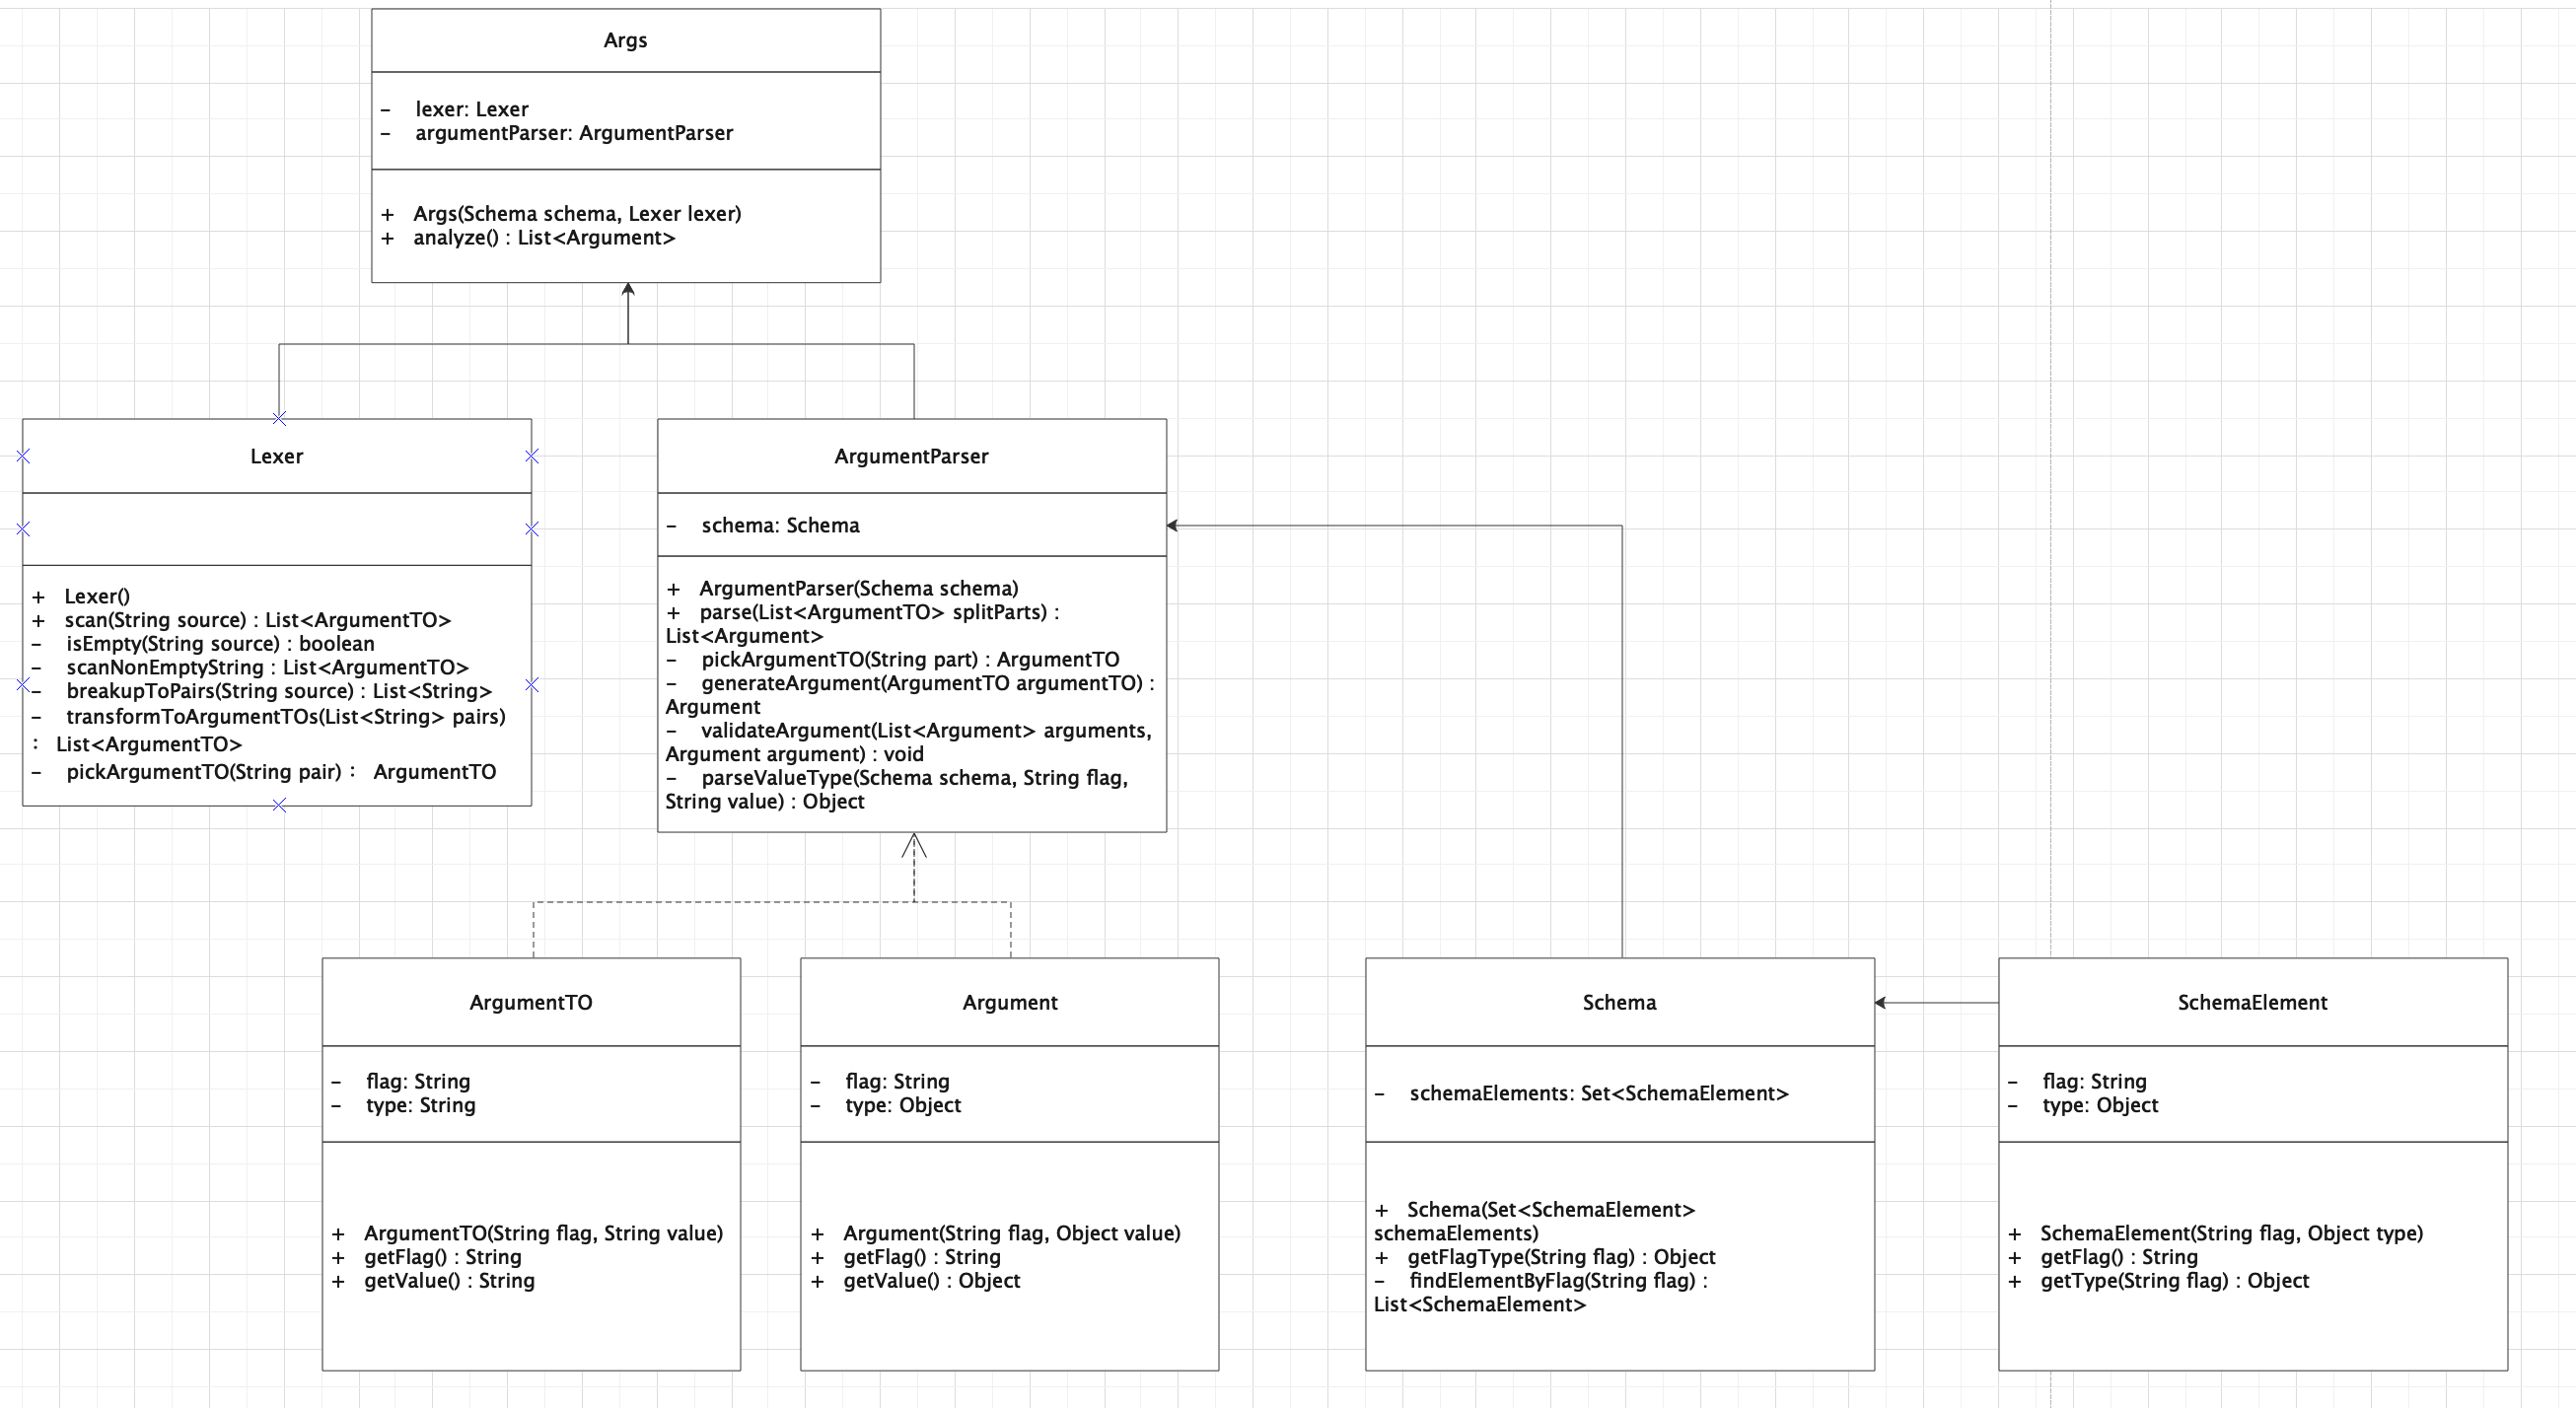 Args
- lexer: Lexer
- argumentParser: ArgumentParser
+ Args(Schema schema, Lexer lexer)
+ analyze() : List<Argument>
Lexer
+ Lexer()
+ scan(String source) : List<ArgumentTO>
- isEmpty(String source) : boolean
- scanNonEmptyString : List<ArgumentTO>
- breakupToPairs(String source) : List<String>
- transformToArgumentTOs(List<String> pairs)
： List<ArgumentTO>
- pickArgumentTO(String pair)： ArgumentTO
ArgumentParser
- schema: Schema
+ ArgumentParser(Schema schema)
+ parse(List<ArgumentTO> splitParts) :
List<Argument>
- pickArgumentTO(String part) : ArgumentTO
- generateArgument(ArgumentTO argumentTO) :
Argument
- validateArgument(List<Argument> arguments,
Argument argument) : void
- parseValueType(Schema schema, String flag,
String value) : Object
ArgumentTO
- flag: String
- type: String
+ ArgumentTO(String flag, String value)
+ getFlag() : String
+ getValue() : String
Argument
- flag: String
- type: Object
+ Argument(String flag, Object value)
+ getFlag() : String
+ getValue() : Object
Schema
- schemaElements: Set<SchemaElement>
+ Schema(Set<SchemaElement>
schemaElements)
+ getFlagType(String flag) : Object
- findElementByFlag(String flag) :
List<SchemaElement>
SchemaElement
- flag: String
- type: Object
+ SchemaElement(String flag, Object type)
+ getFlag() : String
+ getType(String flag) : Object